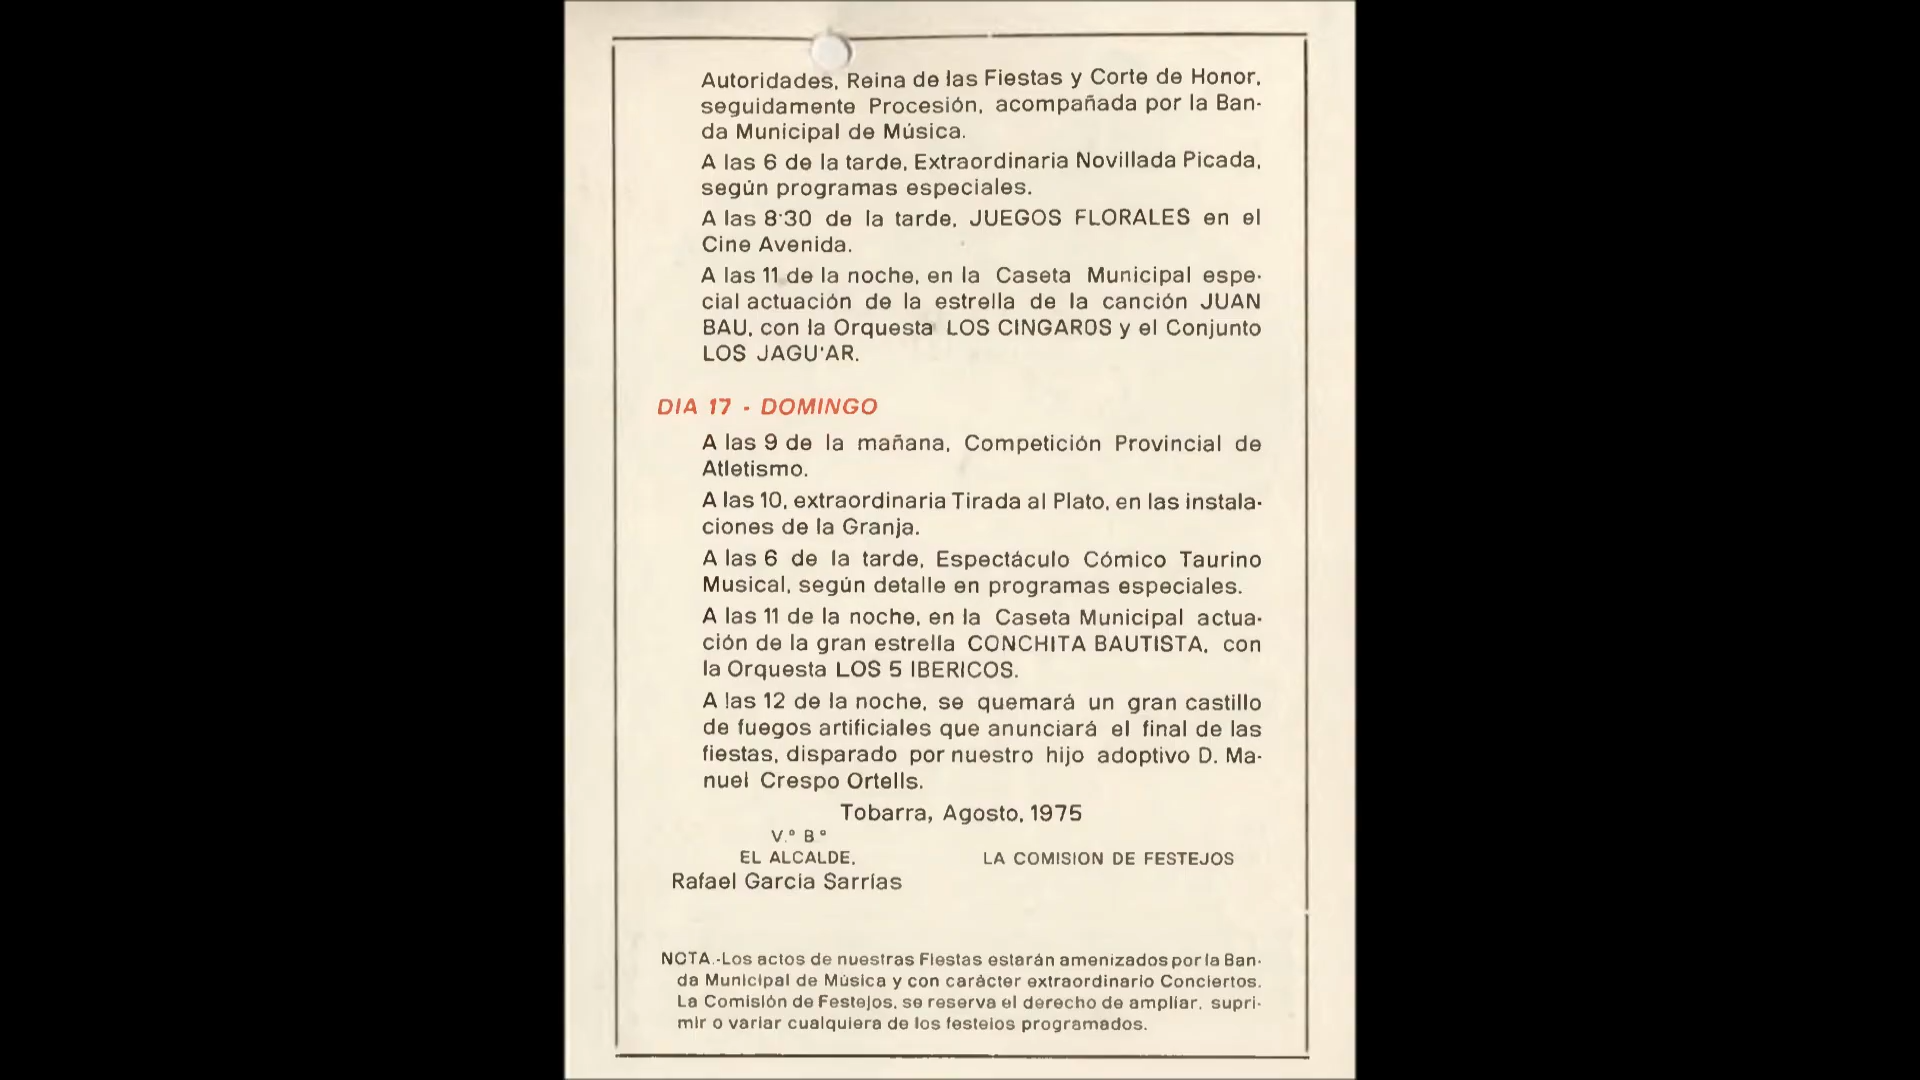 Autoridades, Reina de las Fiestas y Corte de Honor,
seguidamente Procesión, acompañada por la Ban-
da Municipal de Música.
A las 6 de la tarde, Extraordinaria Novillada Picada,
según programas especiales.
A las 8'30 de la tarde, JUEGOS FLORALES en el
Cine Avenida.
A las 11 de la noche, en la Caseta Municipal espe-
cial actuación de la estrella de la canción JUAN
BAU, con la Orquesta LOS CINGAROS y el Conjunto
LOS JAGU'AR.
DIA 17 - DOMINGO
A las 9 de la mañana, Competición Provincial de
Atletismo.
A las 10, extraordinaria Tirada al Plato, en las instala-
ciones de la Granja.
A las 6 de la tarde, Espectáculo Cómico Taurino
Musical, según detalle en programas especiales.
A las 11 de la noche, en la Caseta Municipal actua-
ción de la gran estrella CONCHITA BAUTISTA, con
la Orquesta LOS 5 IBERICOS.
A las 12 de la noche, se quemará un gran castillo
de fuegos artificiales que anunciará el final de las
fiestas, disparado por nuestro hijo adoptivo D. Ma-
nuel Crespo Ortells.
Tobarra, Agosto, 1975
V.º B º
EL ALCALDE, LA COMISION DE FESTEJOS
Rafael García Sarrías
NOTA.-Los actos de nuestras Fiestas estarán amenizados por la Ban-
da Municipal de Música y con carácter extraordinario Conciertos.
La Comisión de Festejos, se reserva el derecho de ampliar, supri-
mir o variar cualquiera de los festejos programados.